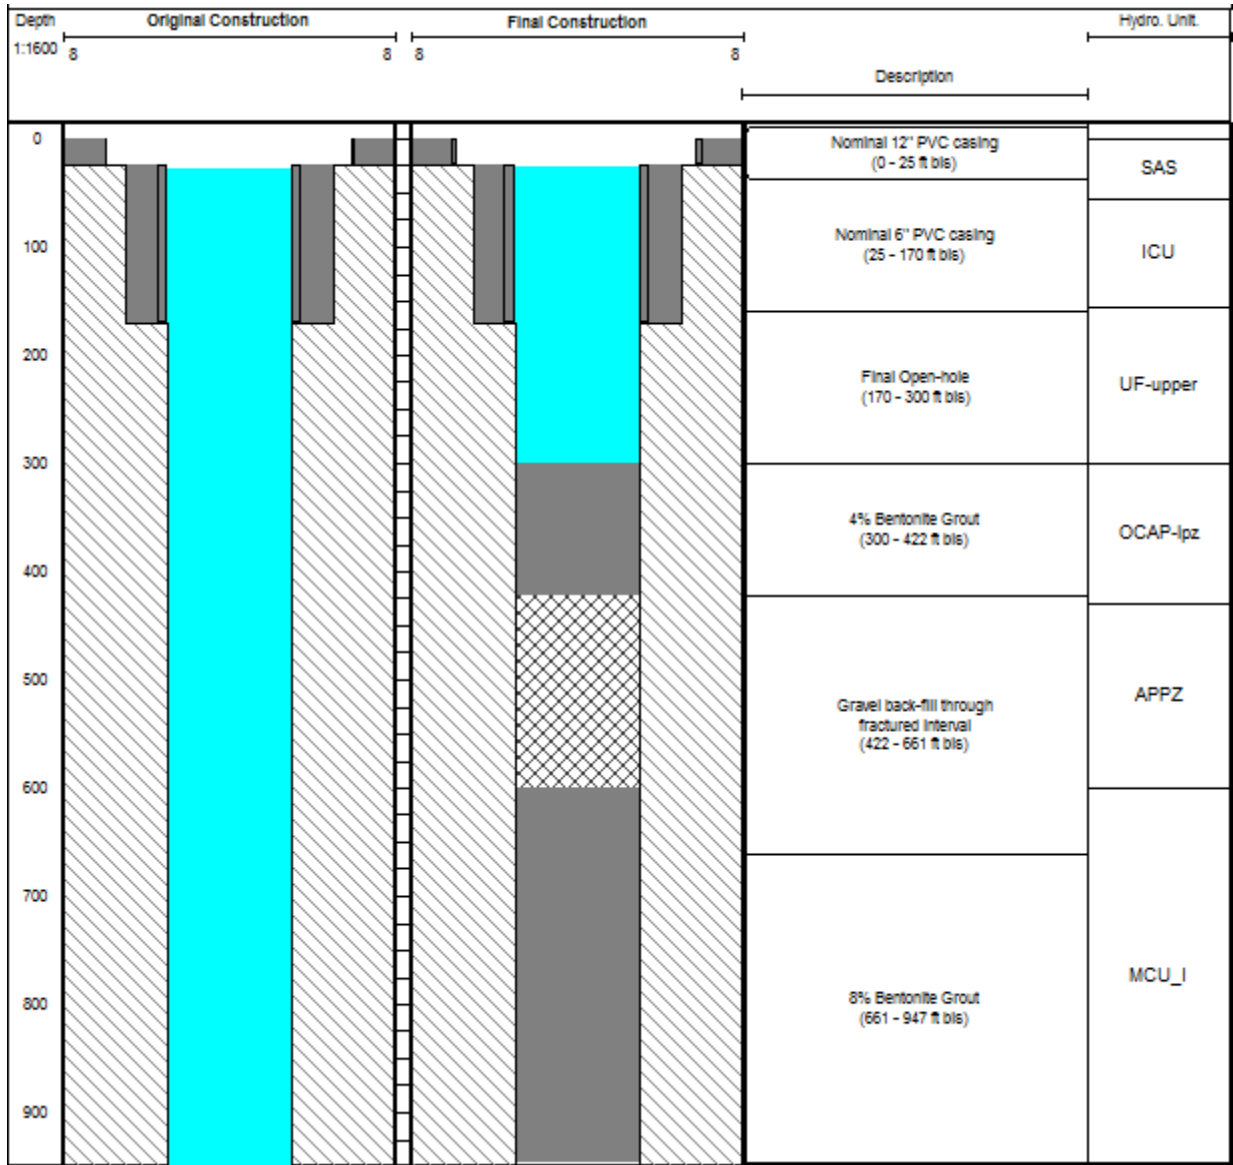 Depth
1:1600
Original Construction
8 8
Final Construction
8 8
Description
Hydro. Unit.
0
100
200
300
400
500
600
700
800
900
Nominal 12" PVC casing
(0 - 25 ft bls)
Nominal 6" PVC casing
(25 - 170 ft bls)
Final Open-hole
(170 - 300 ft bls)
4% Bentonite Grout
(300 - 422 ft bls)
Gravel back-fill through
fractured interval
(422 - 661 ft bls)
8% Bentonite Grout
(661 - 947 ft bls)
SAS
ICU
UF-upper
OCAP-lpz
APPZ
MCU_I